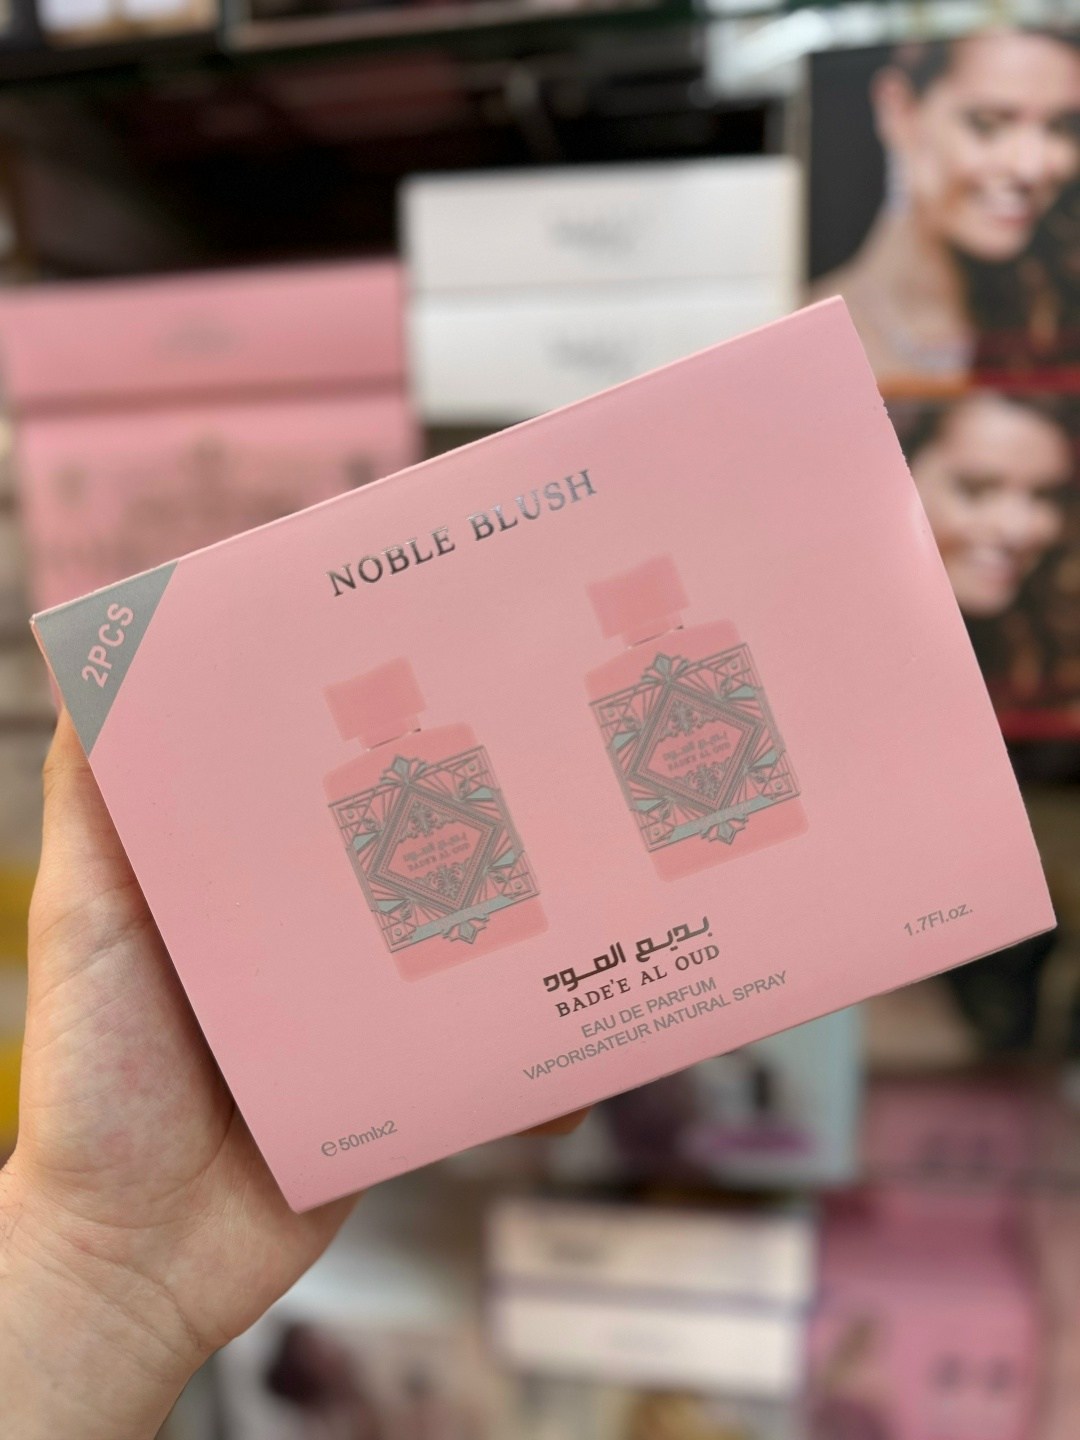 2PCS
NOBLE BLUSH
بديع العود
BADE'E AL OUD
EAU DE PARFUM
VAPORISATEUR NATURAL SPRAY
1.7Fl.oz.
℮50mlx2